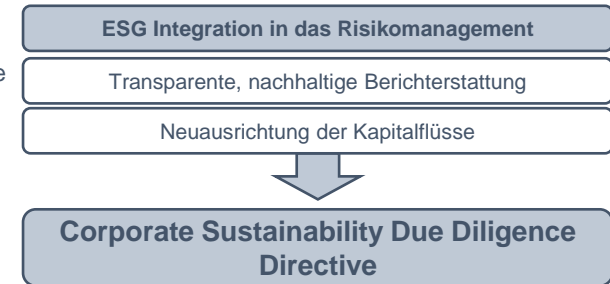 ESG Integration in das Risikomanagement
e
Transparente, nachhaltige Berichterstattung
Neuausrichtung der Kapitalflüsse
Corporate Sustainability Due Diligence
Directive